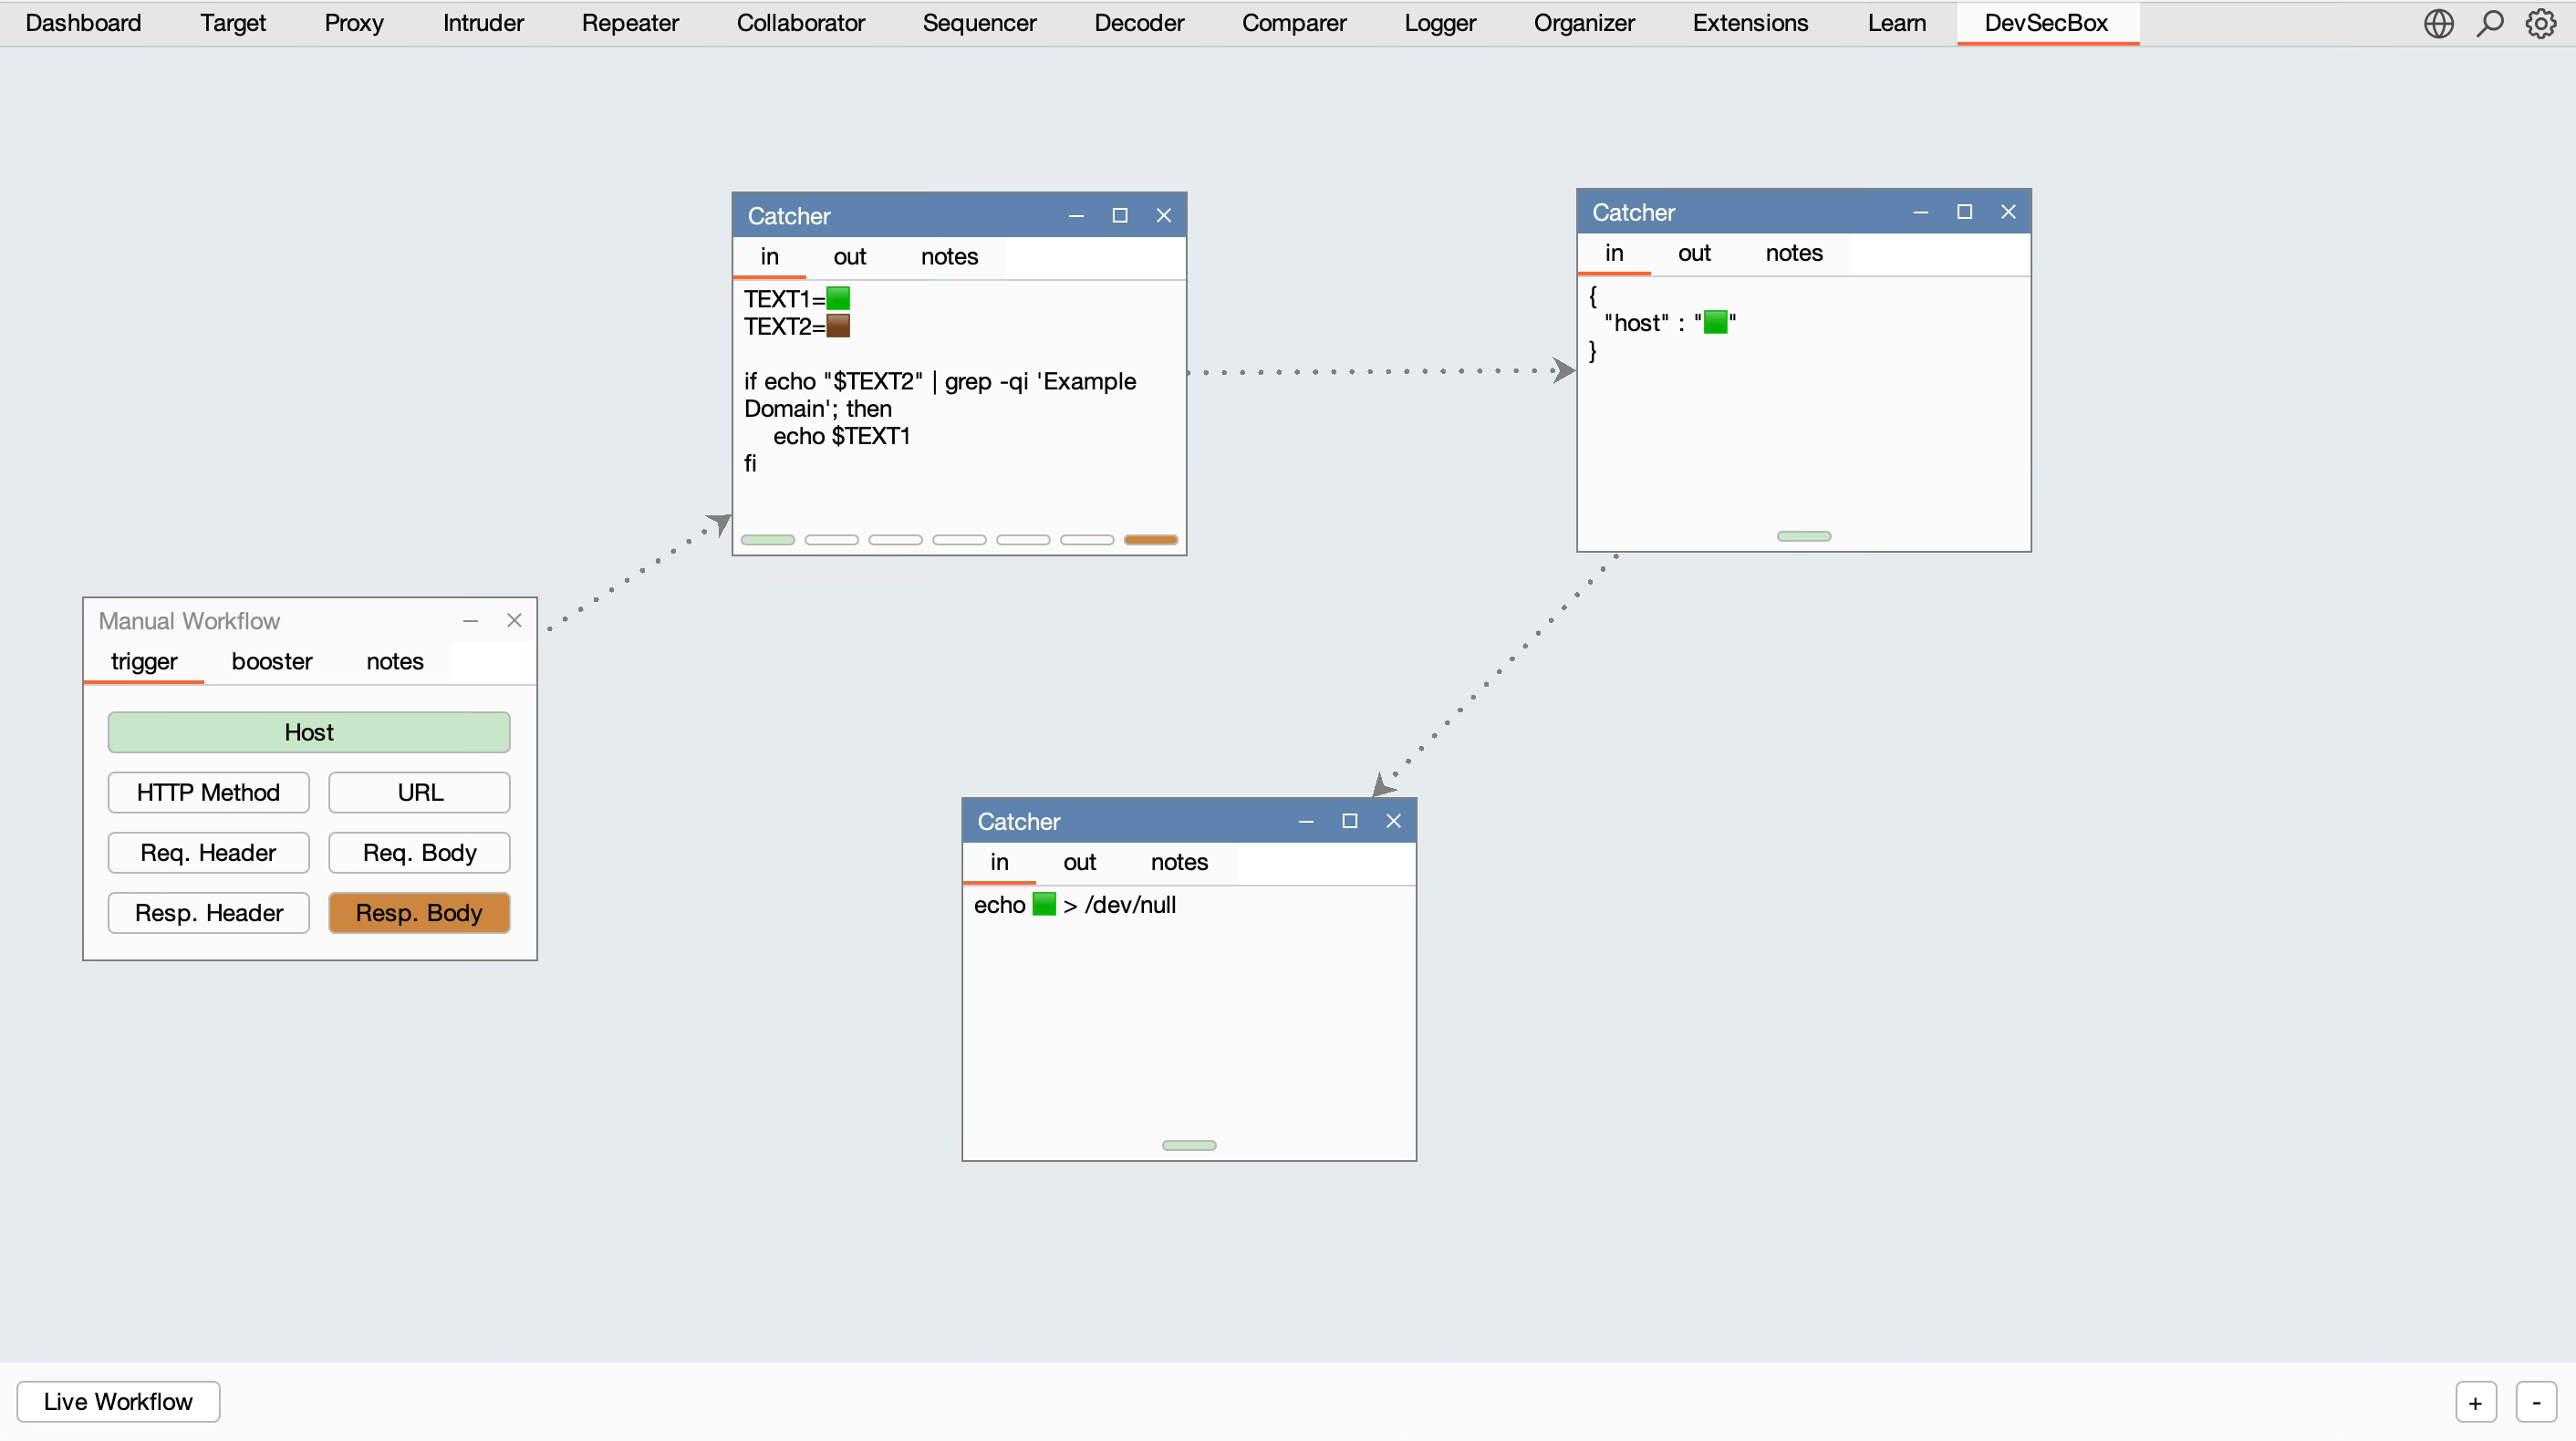 Dashboard Target Proxy Intruder Repeater Collaborator Sequencer Decoder Comparer Logger Organizer Extensions Learn DevSecBox
Catcher
in out notes
TEXT1=🟩
TEXT2=🟫
if echo "$TEXT2" | grep -qi 'Example
Domain'; then
echo $TEXT1
fi
Catcher
in out notes
{
"host" : "🟩"
}
Manual Workflow
trigger booster notes
Host
HTTP Method URL
Req. Header Req. Body
Resp. Header Resp. Body
Catcher
in out notes
echo 🟩 > /dev/null
Live Workflow
+ -